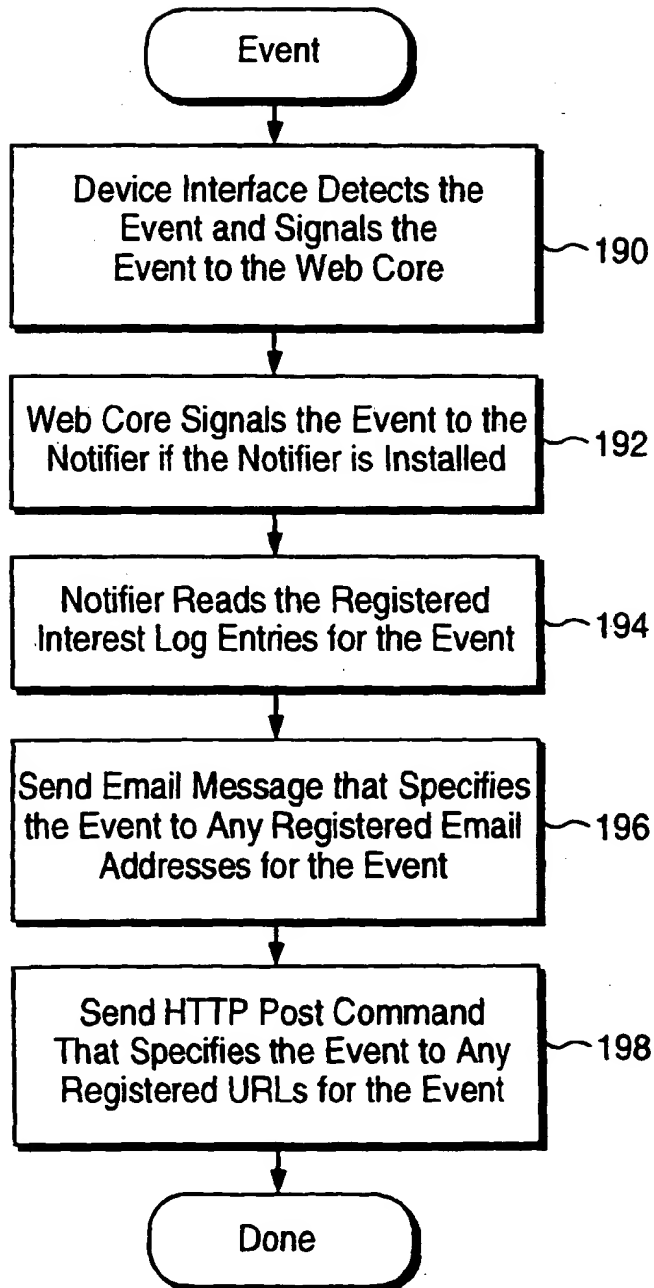 Event
Device Interface Detects the
Event and Signals the
Event to the Web Core
190
Web Core Signals the Event to the
Notifier if the Notifier is Installed
192
Notifier Reads the Registered
Interest Log Entries for the Event
194
Send Email Message that Specifies
the Event to Any Registered Email
Addresses for the Event
196
Send HTTP Post Command
That Specifies the Event to Any
Registered URLs for the Event
198
Done